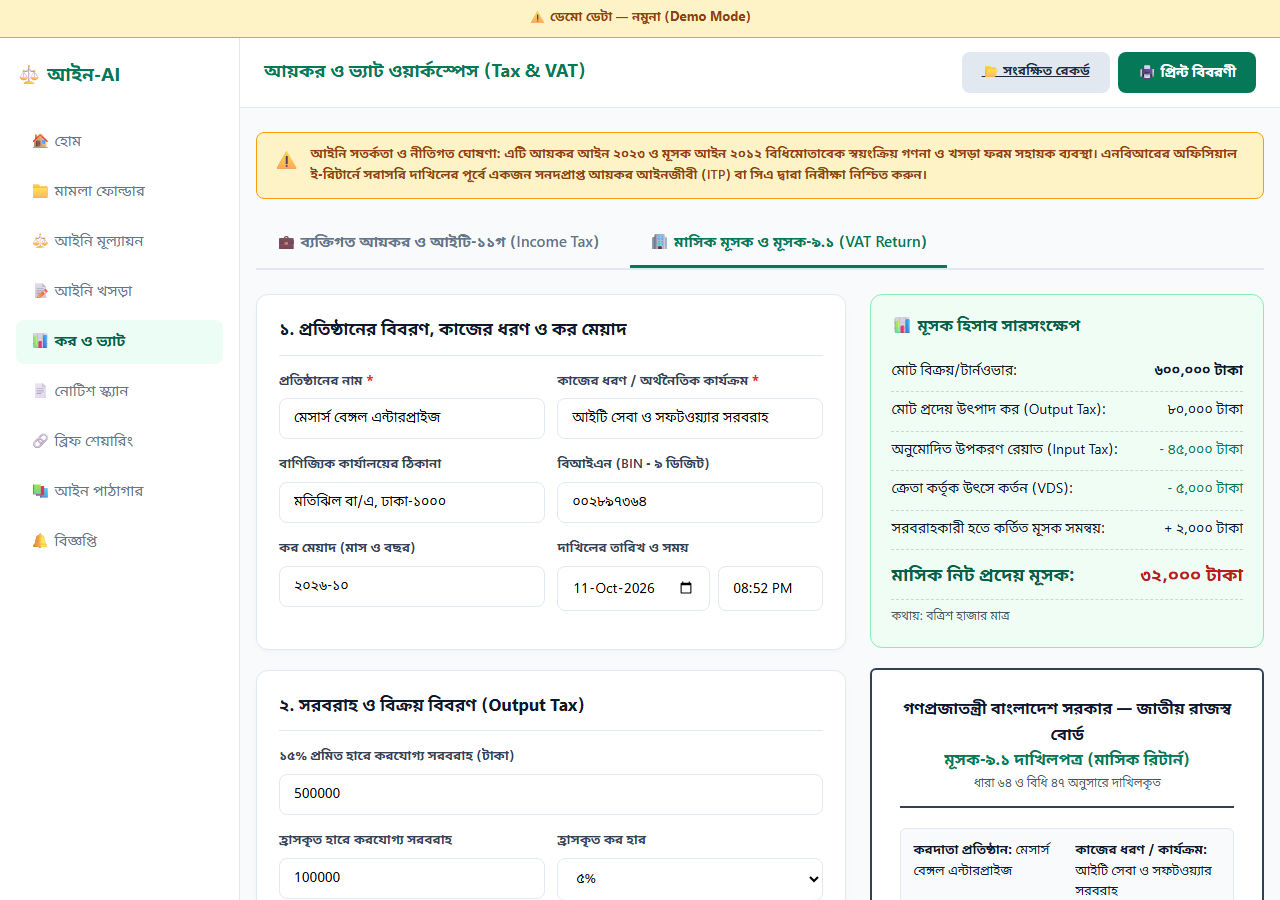 ⚠️ ডেমো ডেটা — নমুনা (Demo Mode)
⚖️ আইন-AI
আয়কর ও ভ্যাট ওয়ার্কস্পেস (Tax & VAT)
📁 সংরক্ষিত রেকর্ড
🖨️ প্রিন্ট বিবরণী
🏠 হোম
📁 মামলা ফোল্ডার
⚖️ আইনি মূল্যায়ন
📝 আইনি খসড়া
📊 কর ও ভ্যাট
📄 নোটিশ স্ক্যান
🔗 ব্রিফ শেয়ারিং
📚 আইন পাঠাগার
🔔 বিজ্ঞপ্তি
⚠️ আইনি সতর্কতা ও নীতিগত ঘোষণা: এটি আয়কর আইন ২০২৩ ও মূসক আইন ২০১২ বিধিমোতাবেক স্বয়ংক্রিয় গণনা ও খসড়া ফরম সহায়ক ব্যবস্থা। এনবিআরের অফিসিয়াল
ই-রিটার্নে সরাসরি দাখিলের পূর্বে একজন সনদপ্রাপ্ত আয়কর আইনজীবী (ITP) বা সিএ দ্বারা নিরীক্ষা নিশ্চিত করুন।
💼 ব্যক্তিগত আয়কর ও আইটি-১১গ (Income Tax)
🏢 মাসিক মূসক ও মূসক-৯.১ (VAT Return)
১. প্রতিষ্ঠানের বিবরণ, কাজের ধরণ ও কর মেয়াদ
প্রতিষ্ঠানের নাম *
কাজের ধরণ / অর্থনৈতিক কার্যক্রম *
মেসার্স বেঙ্গল এন্টারপ্রাইজ
আইটি সেবা ও সফটওয়্যার সরবরাহ
বাণিজ্যিক কার্যালয়ের ঠিকানা
বিআইএন (BIN - ৯ ডিজিট)
মতিঝিল বা/এ, ঢাকা-১০০০
০০২৮৯৭৩৬৪
কর মেয়াদ (মাস ও বছর)
দাখিলের তারিখ ও সময়
২০২৬-১০
11-Oct-2026
08:52 PM
২. সরবরাহ ও বিক্রয় বিবরণ (Output Tax)
১৫% প্রমিত হারে করযোগ্য সরবরাহ (টাকা)
500000
হ্রাসকৃত হারে করযোগ্য সরবরাহ
হ্রাসকৃত কর হার
100000
৫%
📊 মূসক হিসাব সারসংক্ষেপ
মোট বিক্রয়/টার্নওভার: ৬০০,০০০ টাকা
মোট প্রদেয় উৎপাদ কর (Output Tax): ৮০,০০০ টাকা
অনুমোদিত উপকরণ রেয়াত (Input Tax): - ৪৫,০০০ টাকা
ক্রেতা কর্তৃক উৎসে কর্তন (VDS): - ৫,০০০ টাকা
সরবরাহকারী হতে কর্তিত মূসক সমন্বয়: + ২,০০০ টাকা
মাসিক নিট প্রদেয় মূসক: ৩২,০০০ টাকা
কথায়: বত্রিশ হাজার মাত্র
গণপ্রজাতন্ত্রী বাংলাদেশ সরকার — জাতীয় রাজস্ব
বোর্ড
মূসক-৯.১ দাখিলপত্র (মাসিক রিটার্ন)
ধারা ৬৪ ও বিধি ৪৭ অনুসারে দাখিলকৃত
করদাতা প্রতিষ্ঠান: মেসার্স
বেঙ্গল এন্টারপ্রাইজ
কাজের ধরণ / কার্যক্রম:
আইটি সেবা ও সফটওয়্যার
সরবরাহ